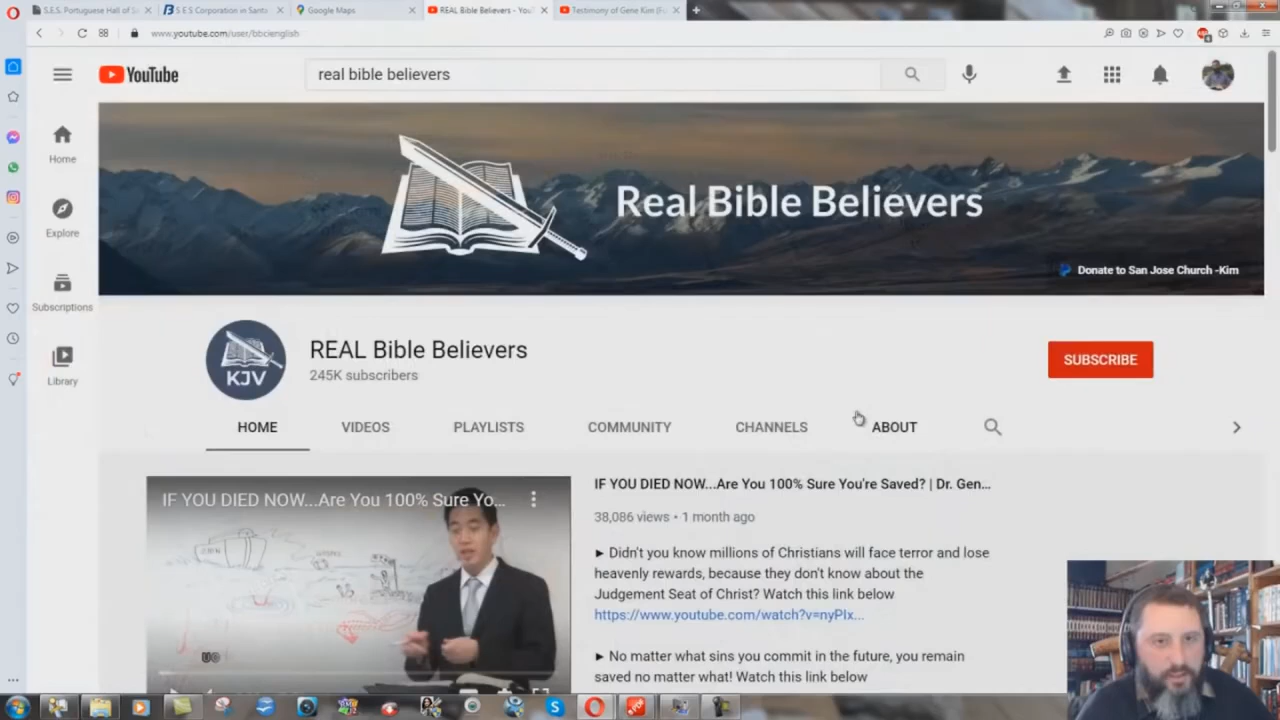 S.E.S. Portuguese Hall of S
S E S Corporation in Santa
Google Maps
REAL Bible Believers - You
Testimony of Gene Kim (Fu
www.youtube.com/user/bbcienglish
YouTube
real bible believers
Real Bible Believers
Donate to San Jose Church -Kim
Home
Explore
Subscriptions
Library
KJV
REAL Bible Believers
245K subscribers
SUBSCRIBE
HOME VIDEOS PLAYLISTS COMMUNITY CHANNELS ABOUT
IF YOU DIED NOW...Are You 100% Sure Yo...
IF YOU DIED NOW...Are You 100% Sure You're Saved? | Dr. Gen...
38,086 views • 1 month ago
► Didn't you know millions of Christians will face terror and lose
heavenly rewards, because they don't know about the
Judgement Seat of Christ? Watch this link below
https://www.youtube.com/watch?v=nyPIx...
► No matter what sins you commit in the future, you remain
saved no matter what! Watch this link below